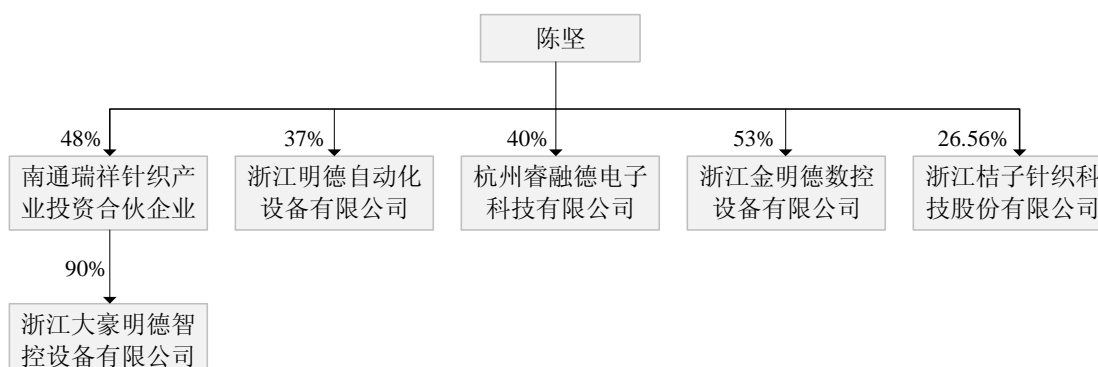 陈坚
48%
37%
40%
53%
26.56%
南通瑞祥针织产
业投资合伙企业
浙江明德自动化
设备有限公司
杭州睿融德电子
科技有限公司
浙江金明德数控
设备有限公司
浙江桔子针织科
技股份有限公司
90%
浙江大豪明德智
控设备有限公司